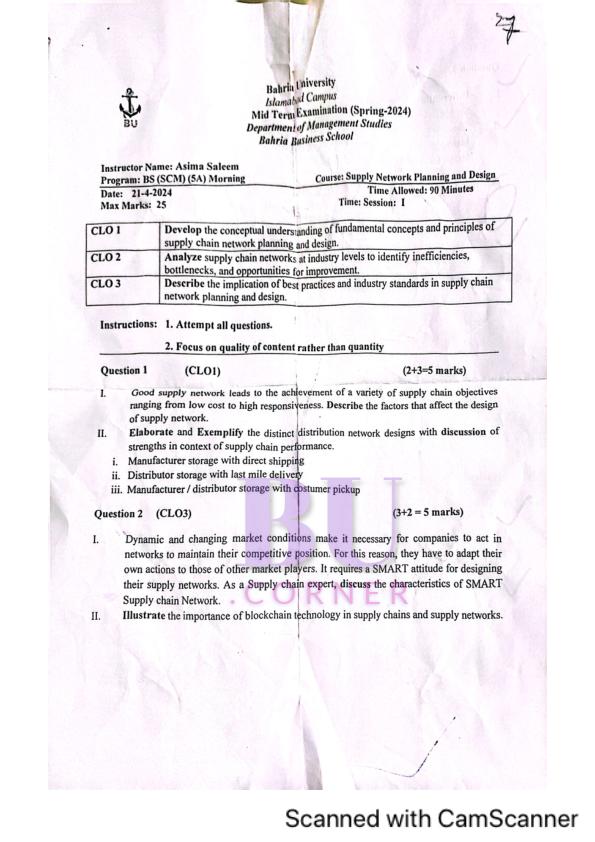 BU
Bahria University
Islamabad Campus
Mid Term Examination (Spring-2024)
Department of Management Studies
Bahria Business School
Instructor Name: Asima Saleem
Program: BS (SCM) (5A) Morning Course: Supply Network Planning and Design
Date: 21-4-2024 Time Allowed: 90 Minutes
Max Marks: 25 Time: Session: I
CLO 1 Develop the conceptual understanding of fundamental concepts and principles of
supply chain network planning and design.
CLO 2 Analyze supply chain networks at industry levels to identify inefficiencies,
bottlenecks, and opportunities for improvement.
CLO 3 Describe the implication of best practices and industry standards in supply chain
network planning and design.
Instructions: 1. Attempt all questions.
2. Focus on quality of content rather than quantity
Question 1 (CLO1) (2+3=5 marks)
I. Good supply network leads to the achievement of a variety of supply chain objectives
ranging from low cost to high responsiveness. Describe the factors that affect the design
of supply network.
II. Elaborate and Exemplify the distinct distribution network designs with discussion of
strengths in context of supply chain performance.
i. Manufacturer storage with direct shipping
ii. Distributor storage with last mile delivery
iii. Manufacturer / distributor storage with costumer pickup
Question 2 (CLO3) (3+2 = 5 marks)
I. Dynamic and changing market conditions make it necessary for companies to act in
networks to maintain their competitive position. For this reason, they have to adapt their
own actions to those of other market players. It requires a SMART attitude for designing
their supply networks. As a Supply chain expert, discuss the characteristics of SMART
Supply chain Network.
II. Illustrate the importance of blockchain technology in supply chains and supply networks.
BU
.CORNER
Scanned with CamScanner